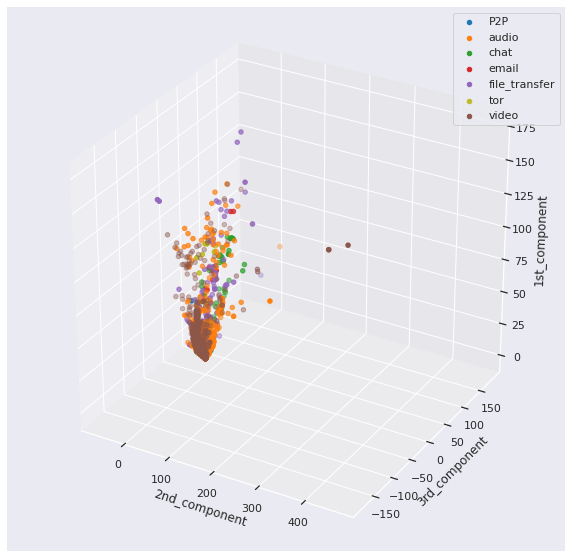 P2P
audio
chat
email
file_transfer
tor
video
175
150
125
100
75
50
25
0
1st_component
150
100
50
0
−50
−100
−150
3rd_component
0
100
200
300
400
2nd_component